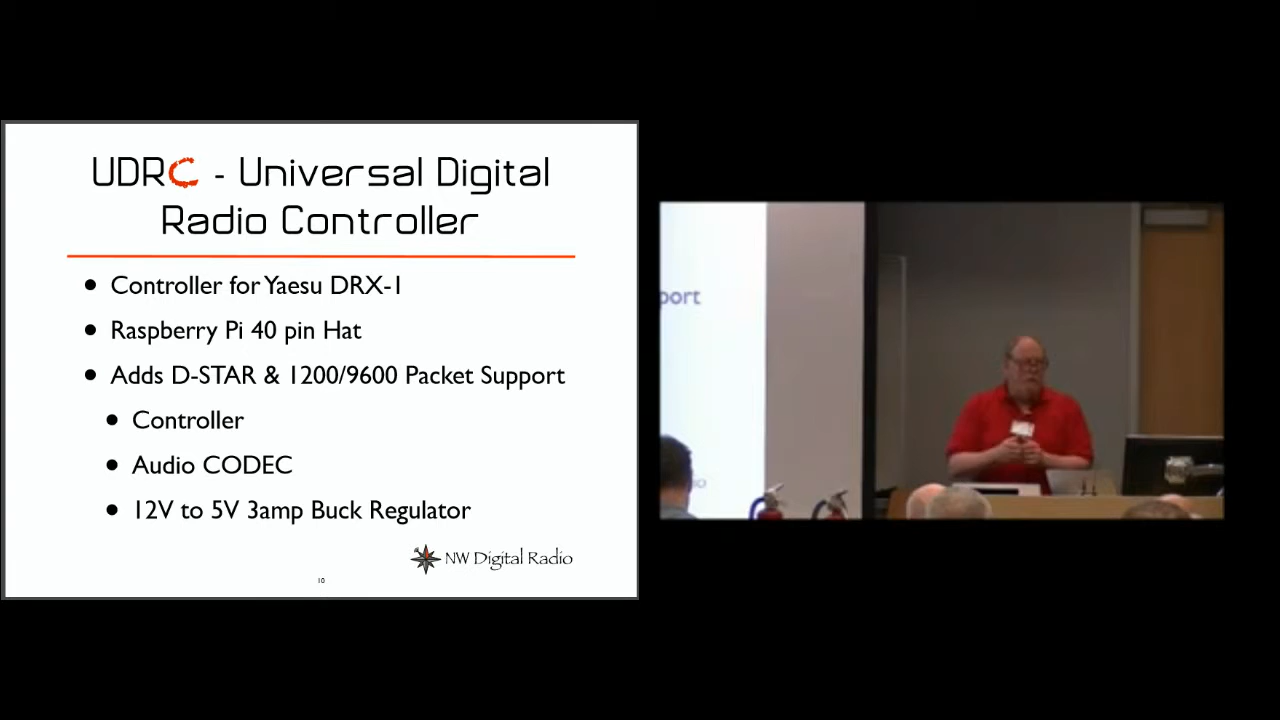 UDRC - Universal Digital
Radio Controller
• Controller for Yaesu DRX-1
• Raspberry Pi 40 pin Hat
• Adds D-STAR & 1200/9600 Packet Support
• Controller
• Audio CODEC
• 12V to 5V 3amp Buck Regulator
NW Digital Radio
10
port